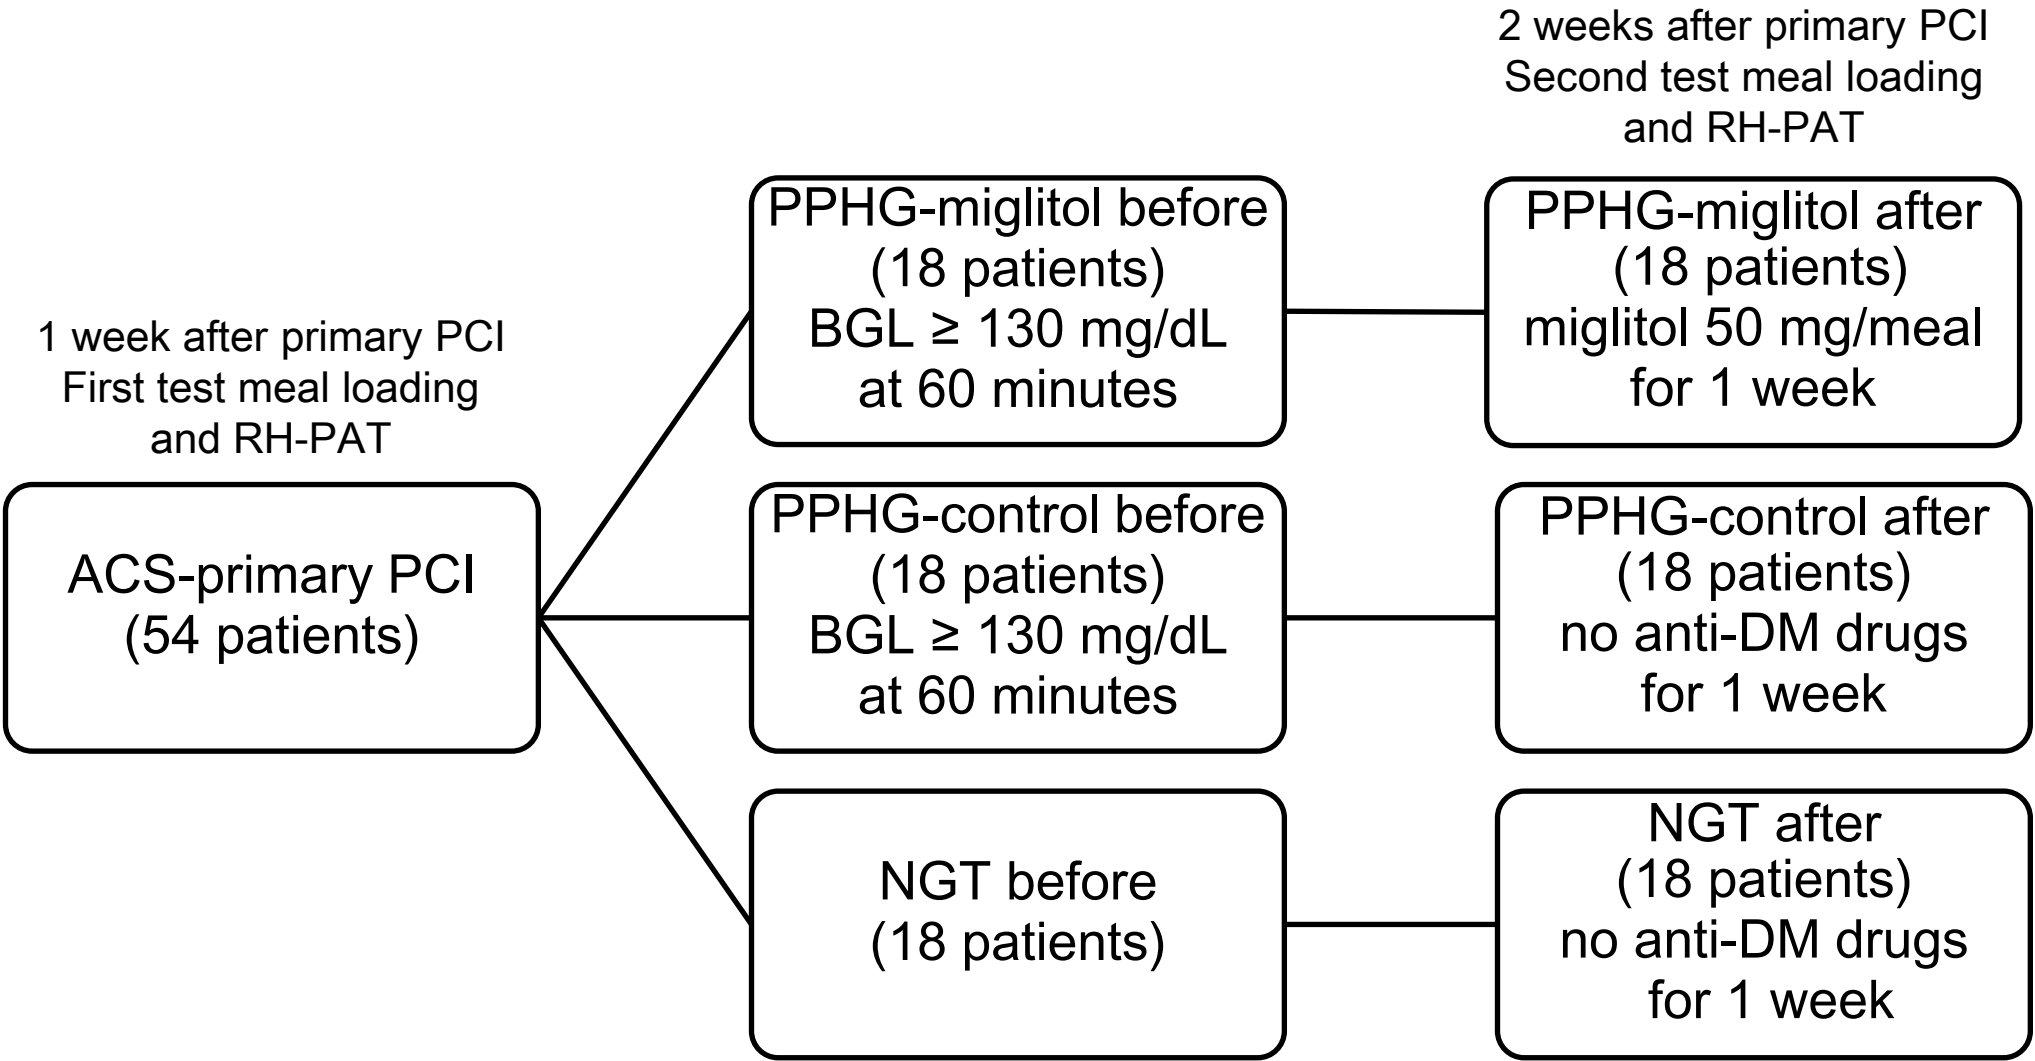 1 week after primary PCI
First test meal loading
and RH-PAT
ACS-primary PCI
(54 patients)
PPHG-miglitol before
(18 patients)
BGL ≥ 130 mg/dL
at 60 minutes
PPHG-control before
(18 patients)
BGL ≥ 130 mg/dL
at 60 minutes
NGT before
(18 patients)
2 weeks after primary PCI
Second test meal loading
and RH-PAT
PPHG-miglitol after
(18 patients)
miglitol 50 mg/meal
for 1 week
PPHG-control after
(18 patients)
no anti-DM drugs
for 1 week
NGT after
(18 patients)
no anti-DM drugs
for 1 week